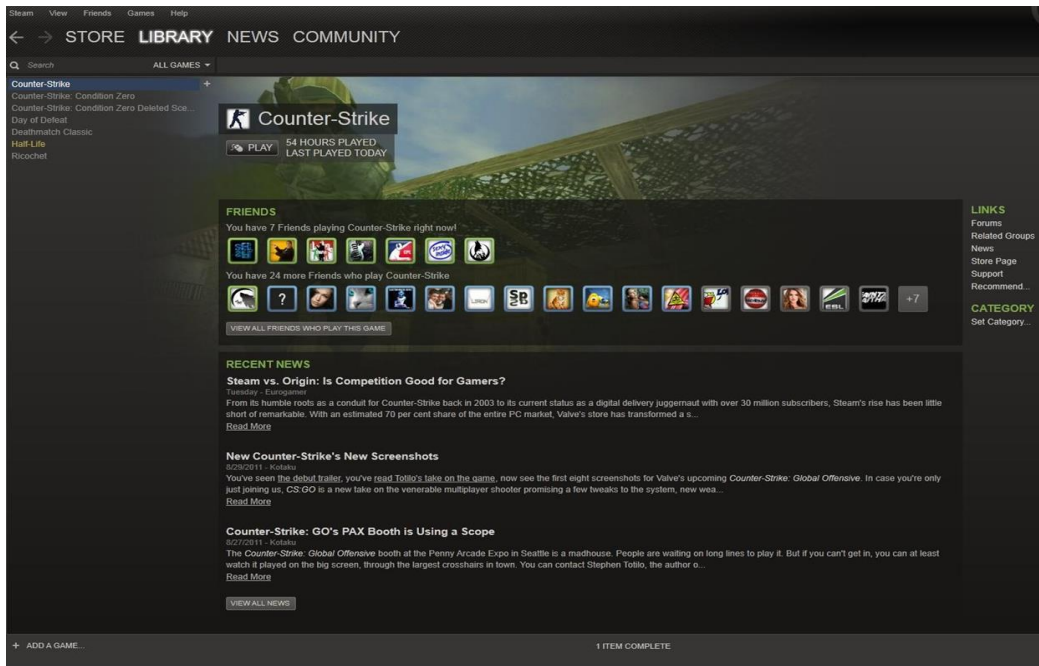 Steam View Friends Games Help
STORE LIBRARY NEWS COMMUNITY
Search ALL GAMES
Counter-Strike +
Counter-Strike: Condition Zero
Counter-Strike: Condition Zero Deleted Sce...
Day of Defeat
Deathmatch Classic
Half-Life
Ricochet
Counter-Strike
PLAY
54 HOURS PLAYED
LAST PLAYED TODAY
FRIENDS
You have 7 Friends playing Counter-Strike right now!
You have 24 more Friends who play Counter-Strike
?
ESL
+7
VIEW ALL FRIENDS WHO PLAY THIS GAME
LINKS
Forums
Related Groups
News
Store Page
Support
Recommend...
CATEGORY
Set Category...
RECENT NEWS
Steam vs. Origin: Is Competition Good for Gamers?
Tuesday - Eurogamer
From its humble roots as a conduit for Counter-Strike back in 2003 to its current status as a digital delivery juggernaut with over 30 million subscribers, Steam's rise has been little
short of remarkable. With an estimated 70 per cent share of the entire PC market, Valve's store has transformed a s...
Read More
New Counter-Strike's New Screenshots
8/29/2011 - Kotaku
You've seen the debut trailer, you've read Totilo's take on the game, now see the first eight screenshots for Valve's upcoming Counter-Strike: Global Offensive. In case you're only
just joining us, CS:GO is a new take on the venerable multiplayer shooter promising a few tweaks to the system, new wea...
Read More
Counter-Strike: GO's PAX Booth is Using a Scope
8/27/2011 - Kotaku
The Counter-Strike: Global Offensive booth at the Penny Arcade Expo in Seattle is a madhouse. People are waiting on long lines to play it. But if you can't get in, you can at least
watch it played on the big screen, through the largest crosshairs in town. You can contact Stephen Totilo, the author o...
Read More
VIEW ALL NEWS
+ ADD A GAME...
1 ITEM COMPLETE